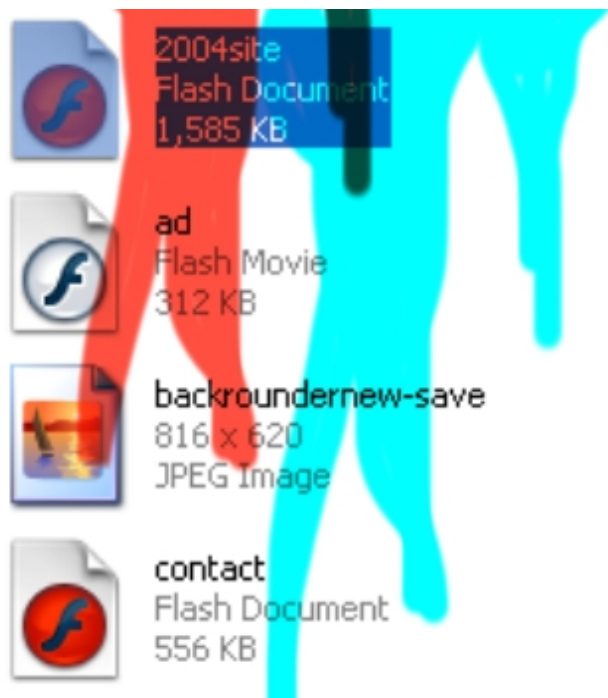 2004site
Flash Document
1,585 KB
ad
Flash Movie
312 KB
backroundernew-save
816 x 620
JPEG Image
contact
Flash Document
556 KB